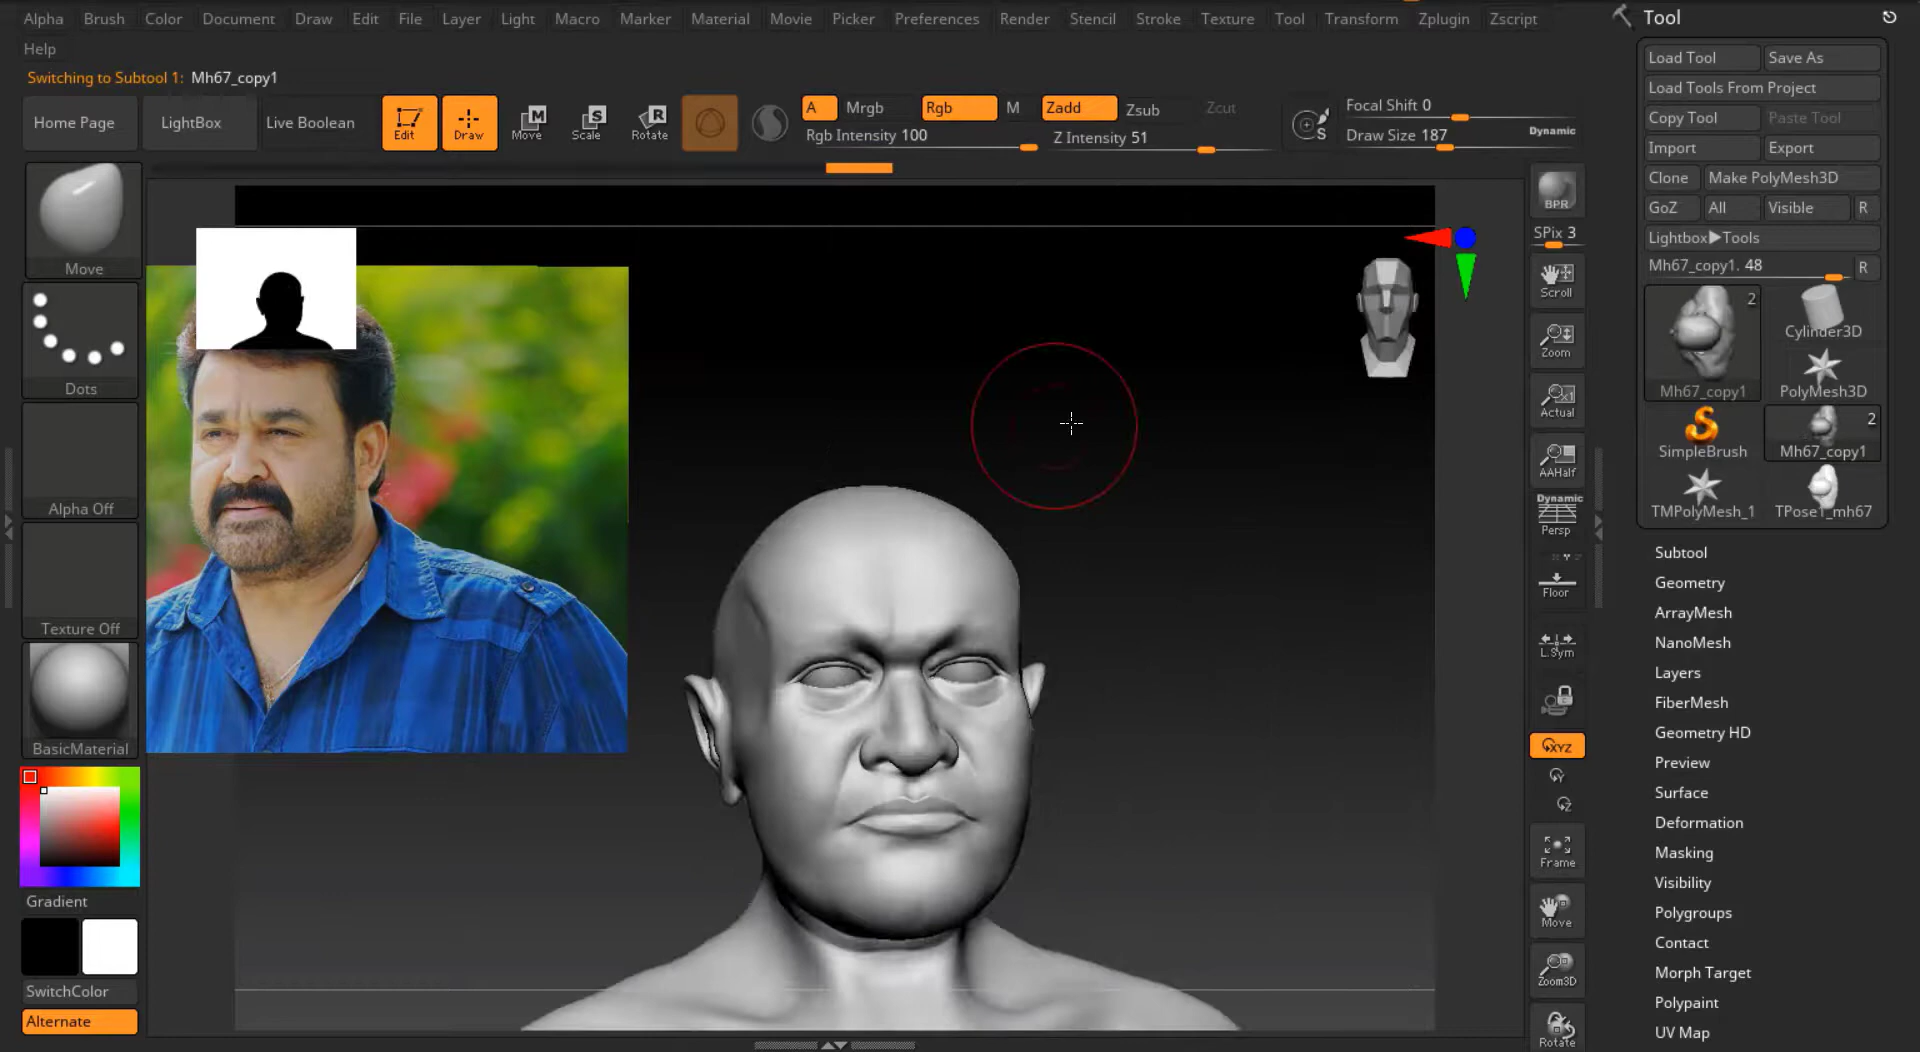 Alpha Brush Color Document Draw Edit File Layer Light Macro Marker Material Movie Picker Preferences Render Stencil Stroke Texture Tool Transform Zplugin Zscript
Help
Switching to Subtool 1: Mh67_copy1
Home Page
LightBox
Live Boolean
Edit
Draw
M
Move
S
Scale
R
Rotate
A
Mrgb
Rgb
M
Zadd
Zsub
Zcut
Rgb Intensity 100
Z Intensity 51
S
Focal Shift 0
Draw Size 187
Dynamic
Move
Dots
Alpha Off
Texture Off
BasicMaterial
Gradient
SwitchColor
Alternate
BPR
SPix 3
Scroll
Zoom
Actual
AAHalf
Dynamic
Persp
Floor
L.Sym
XYZ
Y
Z
Frame
Move
Zoom3D
Rotate
Tool
Load Tool
Save As
Load Tools From Project
Copy Tool
Paste Tool
Import
Export
Clone
Make PolyMesh3D
GoZ
All
Visible
R
Lightbox▶Tools
Mh67_copy1. 48
R
2
Mh67_copy1
Cylinder3D
PolyMesh3D
SimpleBrush
2
Mh67_copy1
TMPolyMesh_1
TPose1_mh67
Subtool
Geometry
ArrayMesh
NanoMesh
Layers
FiberMesh
Geometry HD
Preview
Surface
Deformation
Masking
Visibility
Polygroups
Contact
Morph Target
Polypaint
UV Map